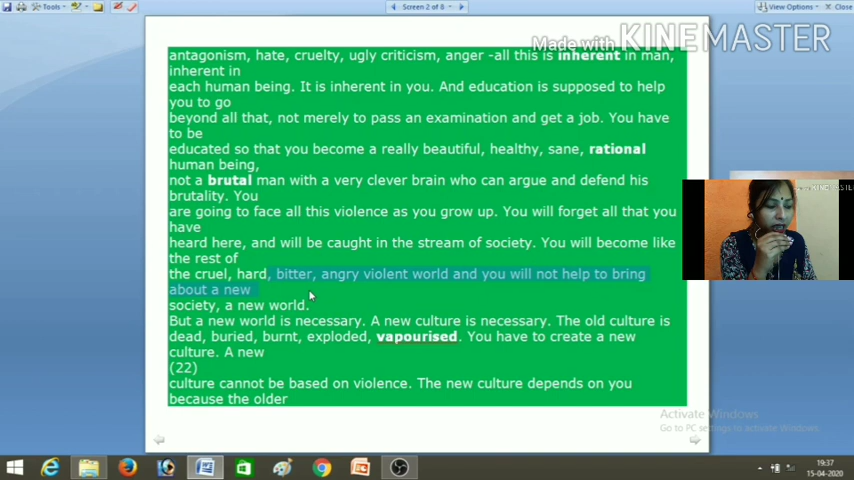 Tools
Screen 2 of 8
View Options
Close
Made with KINEMASTER
antagonism, hate, cruelty, ugly criticism, anger -all this is inherent in man,
inherent in
each human being. It is inherent in you. And education is supposed to help
you to go
beyond all that, not merely to pass an examination and get a job. You have
to be
educated so that you become a really beautiful, healthy, sane, rational
human being,
not a brutal man with a very clever brain who can argue and defend his
brutality. You
are going to face all this violence as you grow up. You will forget all that you
have
heard here, and will be caught in the stream of society. You will become like
the rest of
the cruel, hard, bitter, angry violent world and you will not help to bring
about a new
society, a new world.
But a new world is necessary. A new culture is necessary. The old culture is
dead, buried, burnt, exploded, vapourised. You have to create a new
culture. A new
(22)
culture cannot be based on violence. The new culture depends on you
because the older
Activate Windows
Go to PC settings to activate Windows.
19:37
15-04-2020